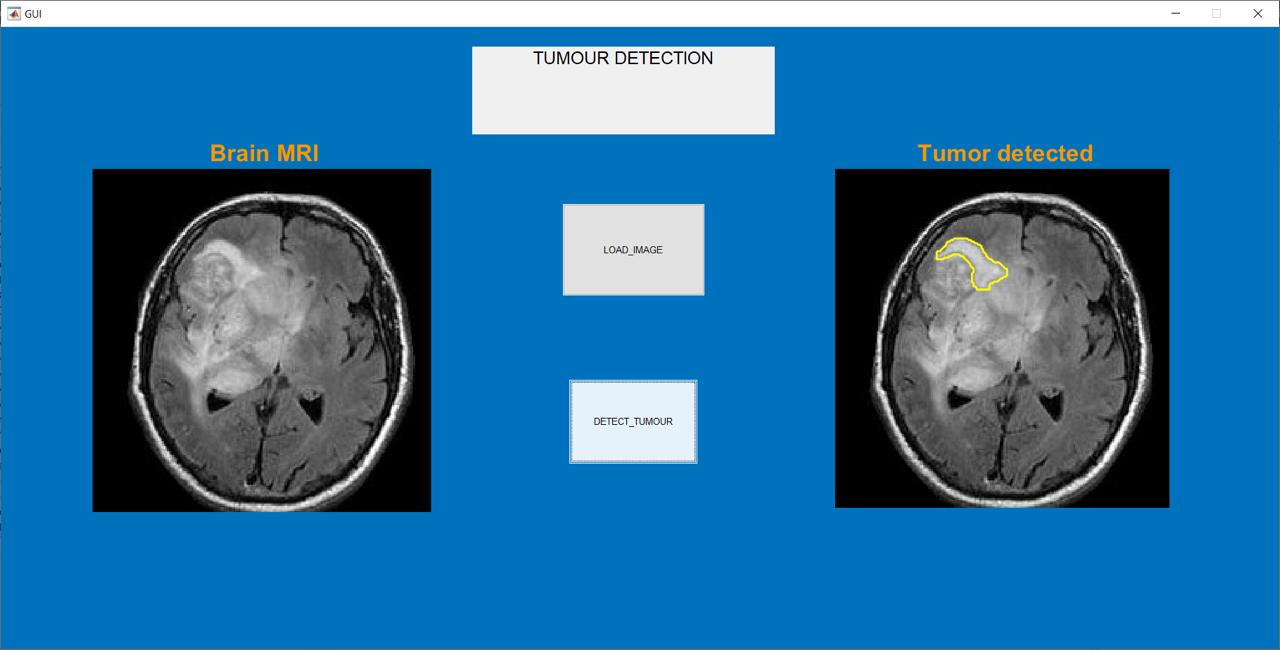 GUI
TUMOUR DETECTION
Brain MRI
Tumor detected
LOAD_IMAGE
DETECT_TUMOUR